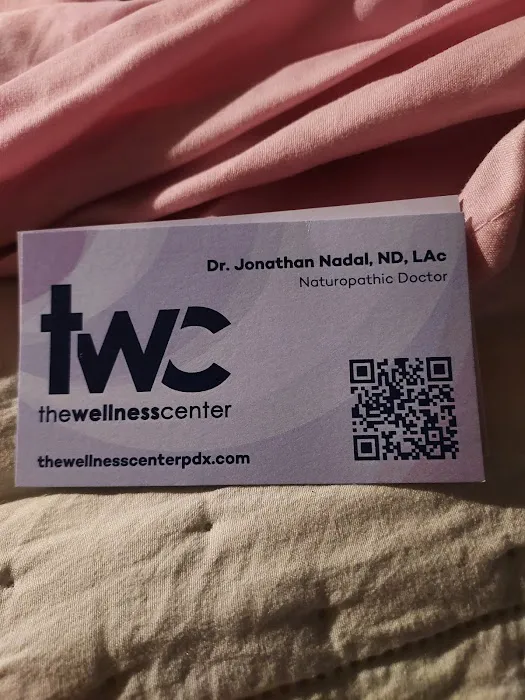 Dr. Jonathan Nadal, ND, LAc
Naturopathic Doctor
twc
thewellnesscenter
thewellnesscenterpdx.com